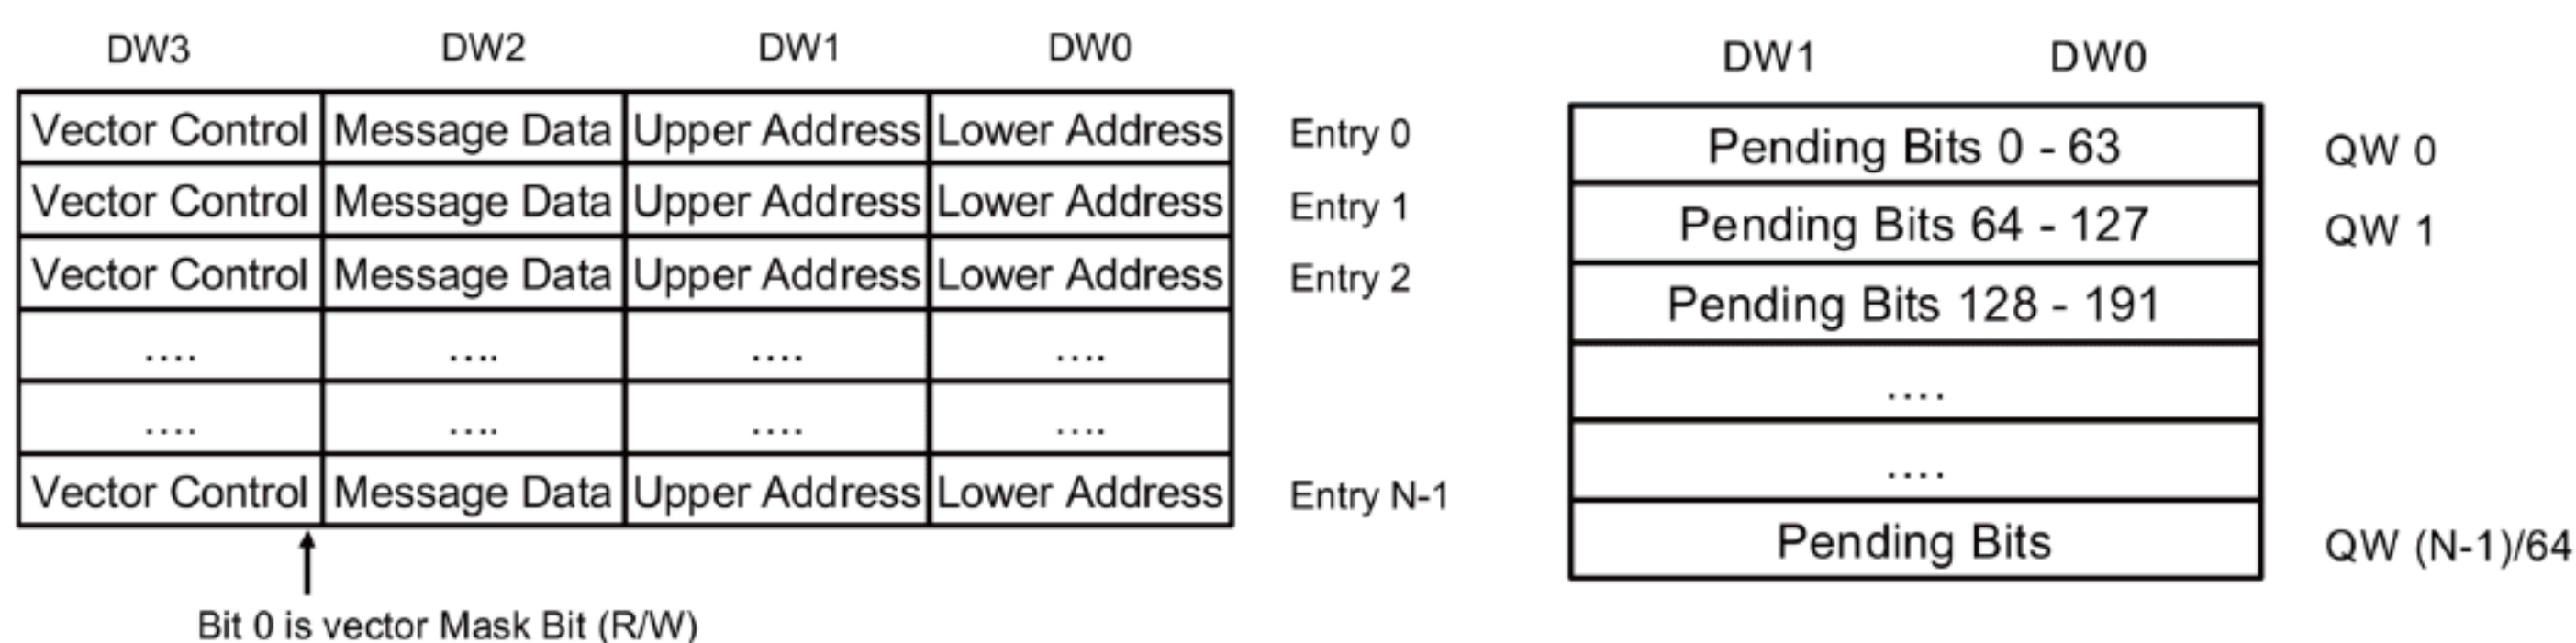 DW3 DW2 DW1 DW0
Vector Control Message Data Upper Address Lower Address Entry 0
Vector Control Message Data Upper Address Lower Address Entry 1
Vector Control Message Data Upper Address Lower Address Entry 2
.... .... .... ....
.... .... .... ....
Vector Control Message Data Upper Address Lower Address Entry N-1
Bit 0 is vector Mask Bit (R/W)
DW1 DW0
Pending Bits 0 - 63 QW 0
Pending Bits 64 - 127 QW 1
Pending Bits 128 - 191
....
....
Pending Bits QW (N-1)/64